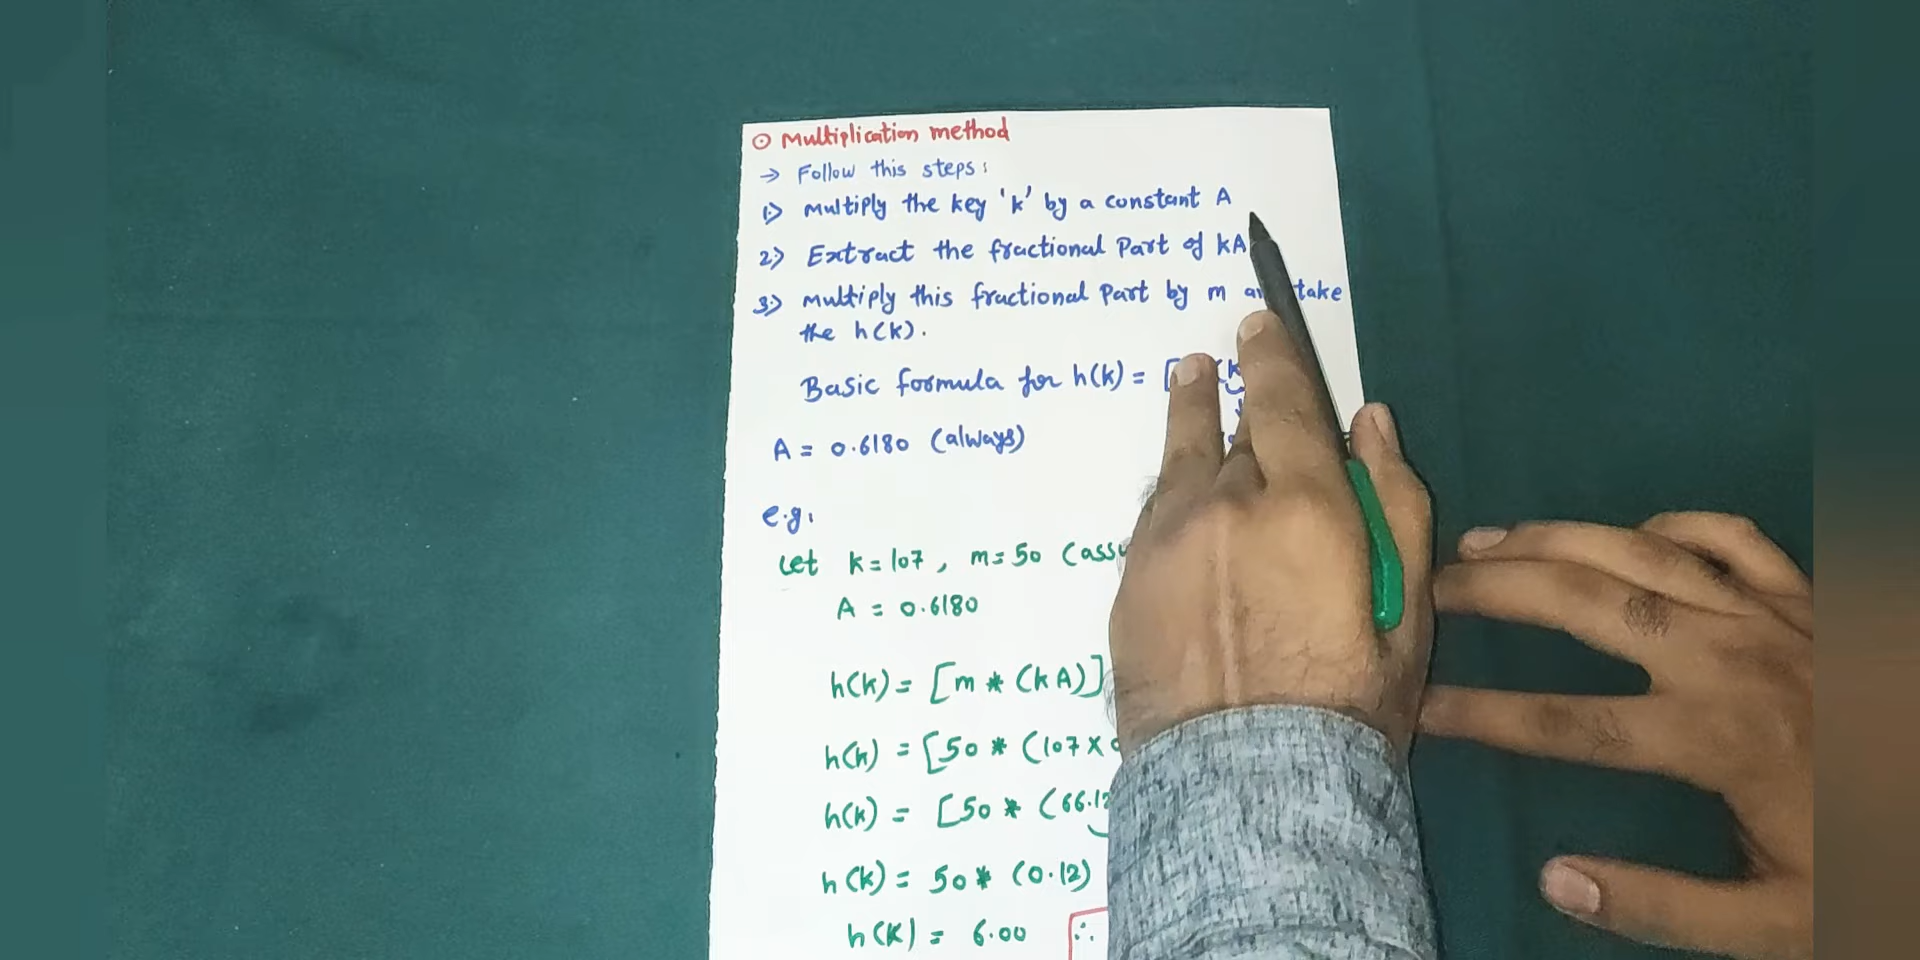 ⊙ Multiplication method
→ Follow this steps:
1) Multiply the key 'k' by a constant A
2) Extract the fractional Part of kA
3) Multiply this fractional Part by m take
the h(k).
Basic formula for h(k) = [
A = 0.6180 (always)
e.g.
Let k = 107, m = 50
A = 0.6180
h(k) = [m * (kA)]
h(k) = [50 * (107 ×
h(k) = [50 * (66.12
h(k) = 50 * (0.12)
h(k) = 6.00 ∴